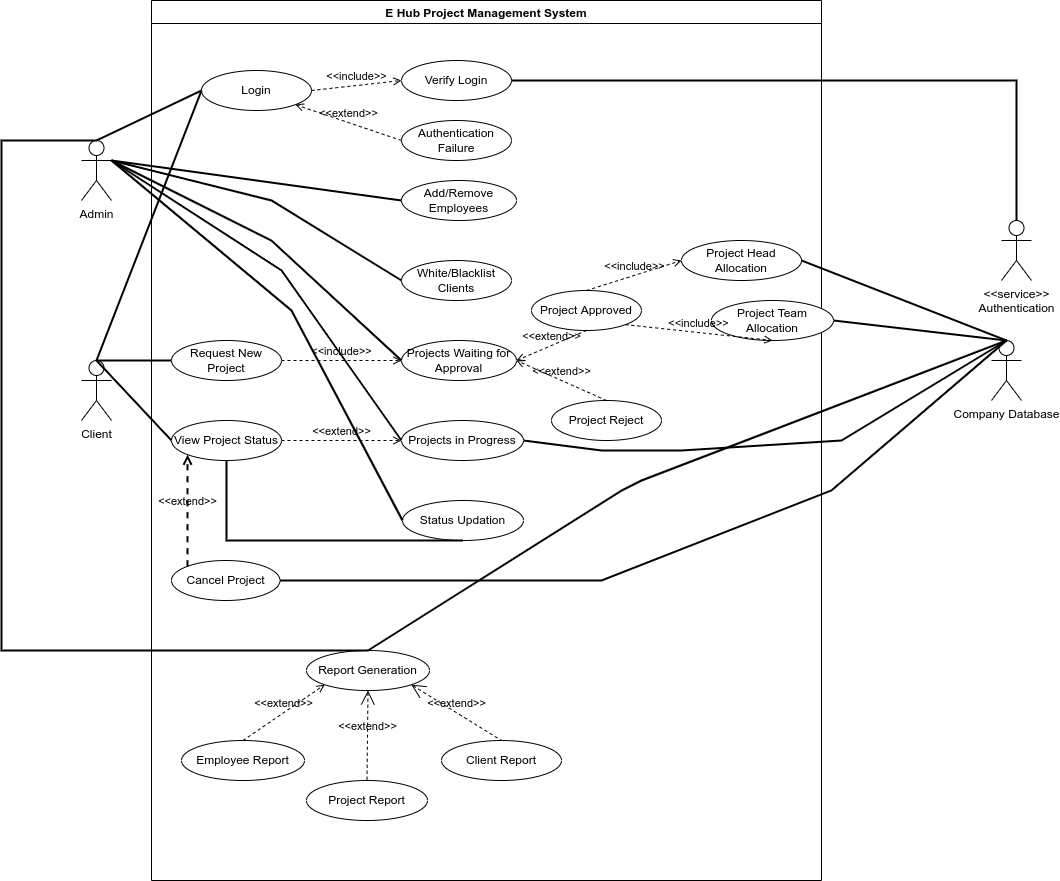 E Hub Project Management System
<<include>>
Verify Login
Login
<<extend>>
Authentication
Failure
Add/Remove
Employees
Admin
Project Head
Allocation
<<include>>
White/Blacklist
Clients
<<service>>
Authentication
Project Approved
Project Team
Allocation
<<include>>
<<extend>>
Request New
Project
<<include>>
Projects Waiting for
Approval
<<extend>>
Company Database
Project Reject
Client
View Project Status
<<extend>>
Projects in Progress
<<extend>>
Status Updation
Cancel Project
Report Generation
<<extend>>
<<extend>>
<<extend>>
Employee Report
Client Report
Project Report